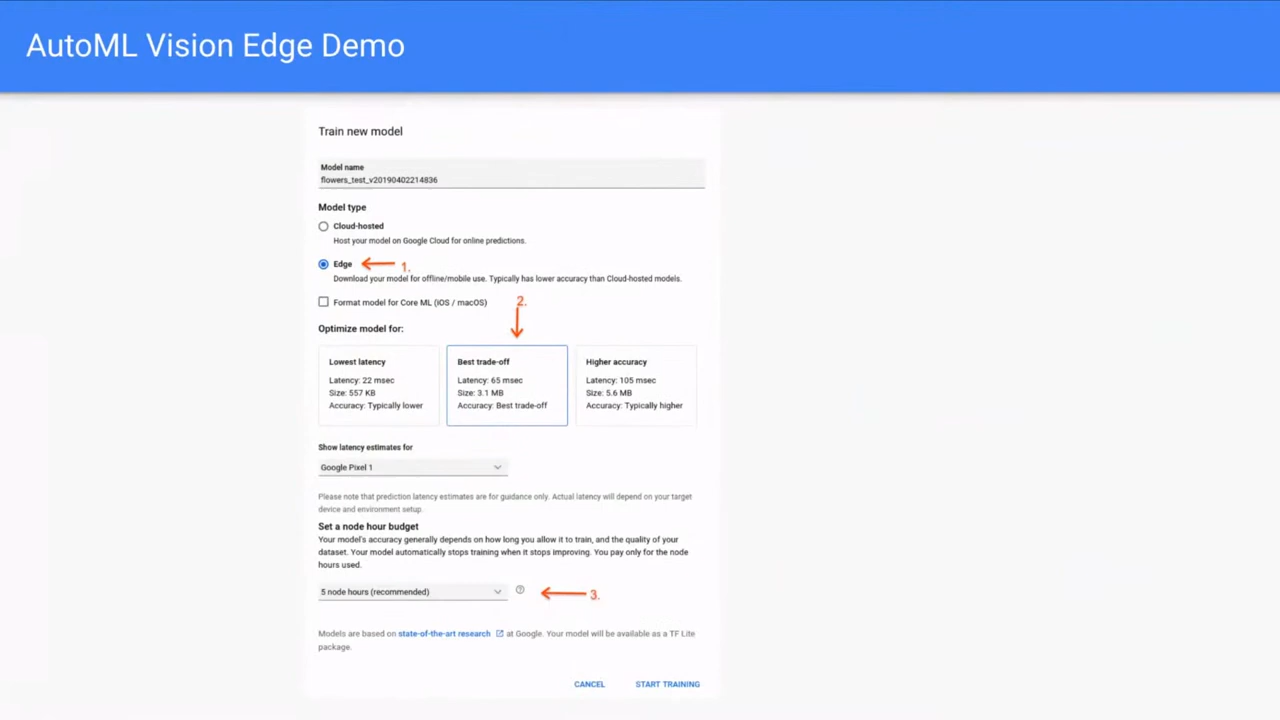 AutoML Vision Edge Demo
Train new model
Model name
flowers_test_v20190402214836
Model type
Cloud-hosted
Host your model on Google Cloud for online predictions.
Edge
1.
Download your model for offline/mobile use. Typically has lower accuracy than Cloud-hosted models.
Format model for Core ML (iOS / macOS)
2.
Optimize model for:
Lowest latency
Latency: 22 msec
Size: 557 KB
Accuracy: Typically lower
Best trade-off
Latency: 65 msec
Size: 3.1 MB
Accuracy: Best trade-off
Higher accuracy
Latency: 105 msec
Size: 5.6 MB
Accuracy: Typically higher
Show latency estimates for
Google Pixel 1
Please note that prediction latency estimates are for guidance only. Actual latency will depend on your target
device and environment setup.
Set a node hour budget
Your model's accuracy generally depends on how long you allow it to train, and the quality of your
dataset. Your model automatically stops training when it stops improving. You pay only for the node
hours used.
5 node hours (recommended)
3.
Models are based on state-of-the-art research at Google. Your model will be available as a TF Lite
package.
CANCEL
START TRAINING